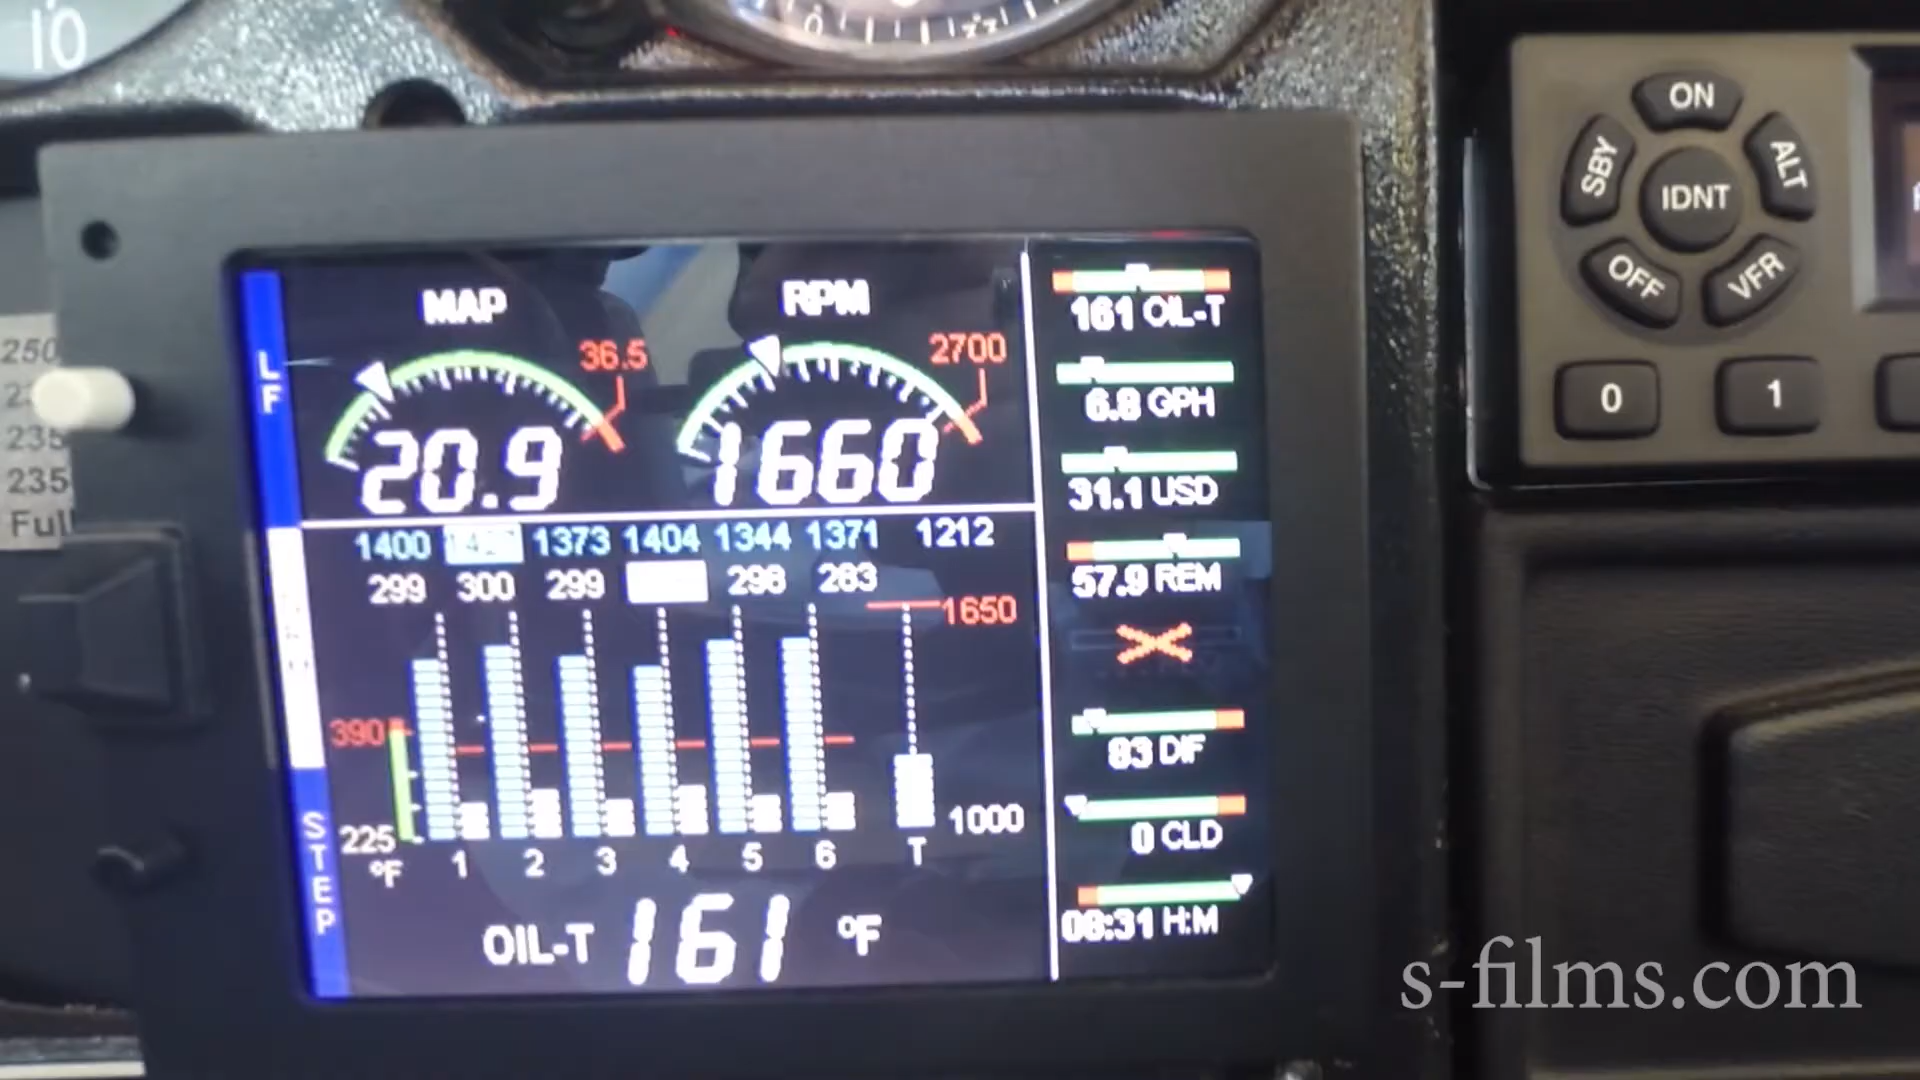 10
ON
SBY
ALT
IDNT
OFF
VFR
0
1
250
235
235
Full
LF
STEP
MAP
36.5
20.9
RPM
2700
1660
1400 1373 1404 1344 1371 1212
299 300 299 298 283
1650
390
225
°F
1 2 3 4 5 6 T
1000
OIL-T 161 °F
161 OIL-T
6.8 GPH
31.1 USD
57.9 REM
83 DIF
0 CLD
08:31 H:M
s-films.com